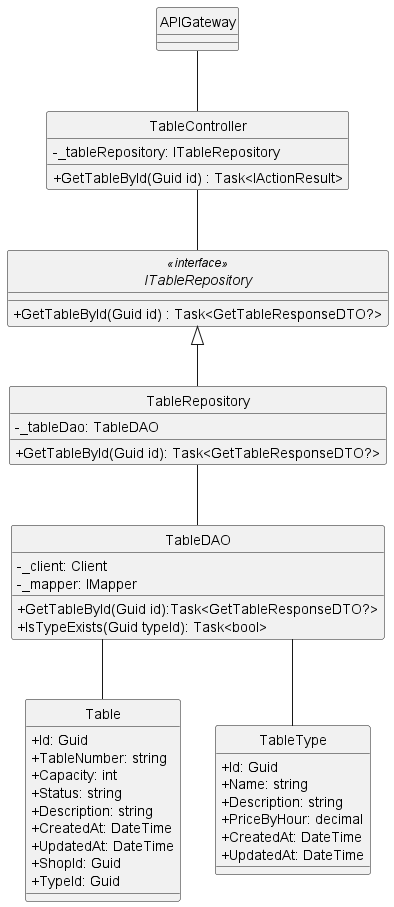 APIGateway
TableController
-_tableRepository: ITableRepository
+GetTableById(Guid id) : Task<IActionResult>
«interface»
ITableRepository
+GetTableById(Guid id) : Task<GetTableResponseDTO?>
TableRepository
-_tableDao: TableDAO
+GetTableById(Guid id): Task<GetTableResponseDTO?>
TableDAO
-_client: Client
-_mapper: IMapper
+GetTableById(Guid id):Task<GetTableResponseDTO?>
+IsTypeExists(Guid typeId): Task<bool>
Table
+Id: Guid
+TableNumber: string
+Capacity: int
+Status: string
+Description: string
+CreatedAt: DateTime
+UpdatedAt: DateTime
+ShopId: Guid
+TypeId: Guid
TableType
+Id: Guid
+Name: string
+Description: string
+PriceByHour: decimal
+CreatedAt: DateTime
+UpdatedAt: DateTime